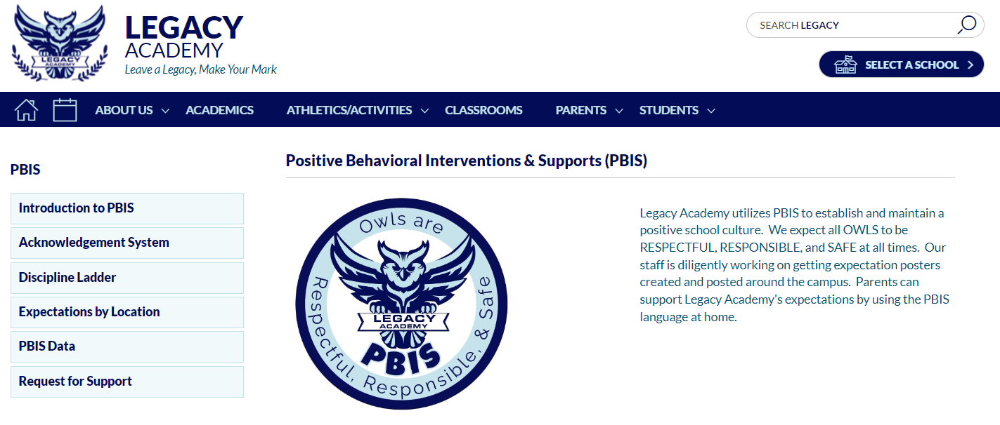 LEGACY
ACADEMY
Leave a Legacy, Make Your Mark
LEGACY
ACADEMY
SEARCH LEGACY
SELECT A SCHOOL
ABOUT US
ACADEMICS
ATHLETICS/ACTIVITIES
CLASSROOMS
PARENTS
STUDENTS
PBIS
Introduction to PBIS
Acknowledgement System
Discipline Ladder
Expectations by Location
PBIS Data
Request for Support
Positive Behavioral Interventions & Supports (PBIS)
Owls are
Respectful, Responsible, & Safe
LEGACY
ACADEMY
PBIS
Legacy Academy utilizes PBIS to establish and maintain a
positive school culture.  We expect all OWLS to be
RESPECTFUL, RESPONSIBLE, and SAFE at all times.  Our
staff is diligently working on getting expectation posters
created and posted around the campus.  Parents can
support Legacy Academy's expectations by using the PBIS
language at home.